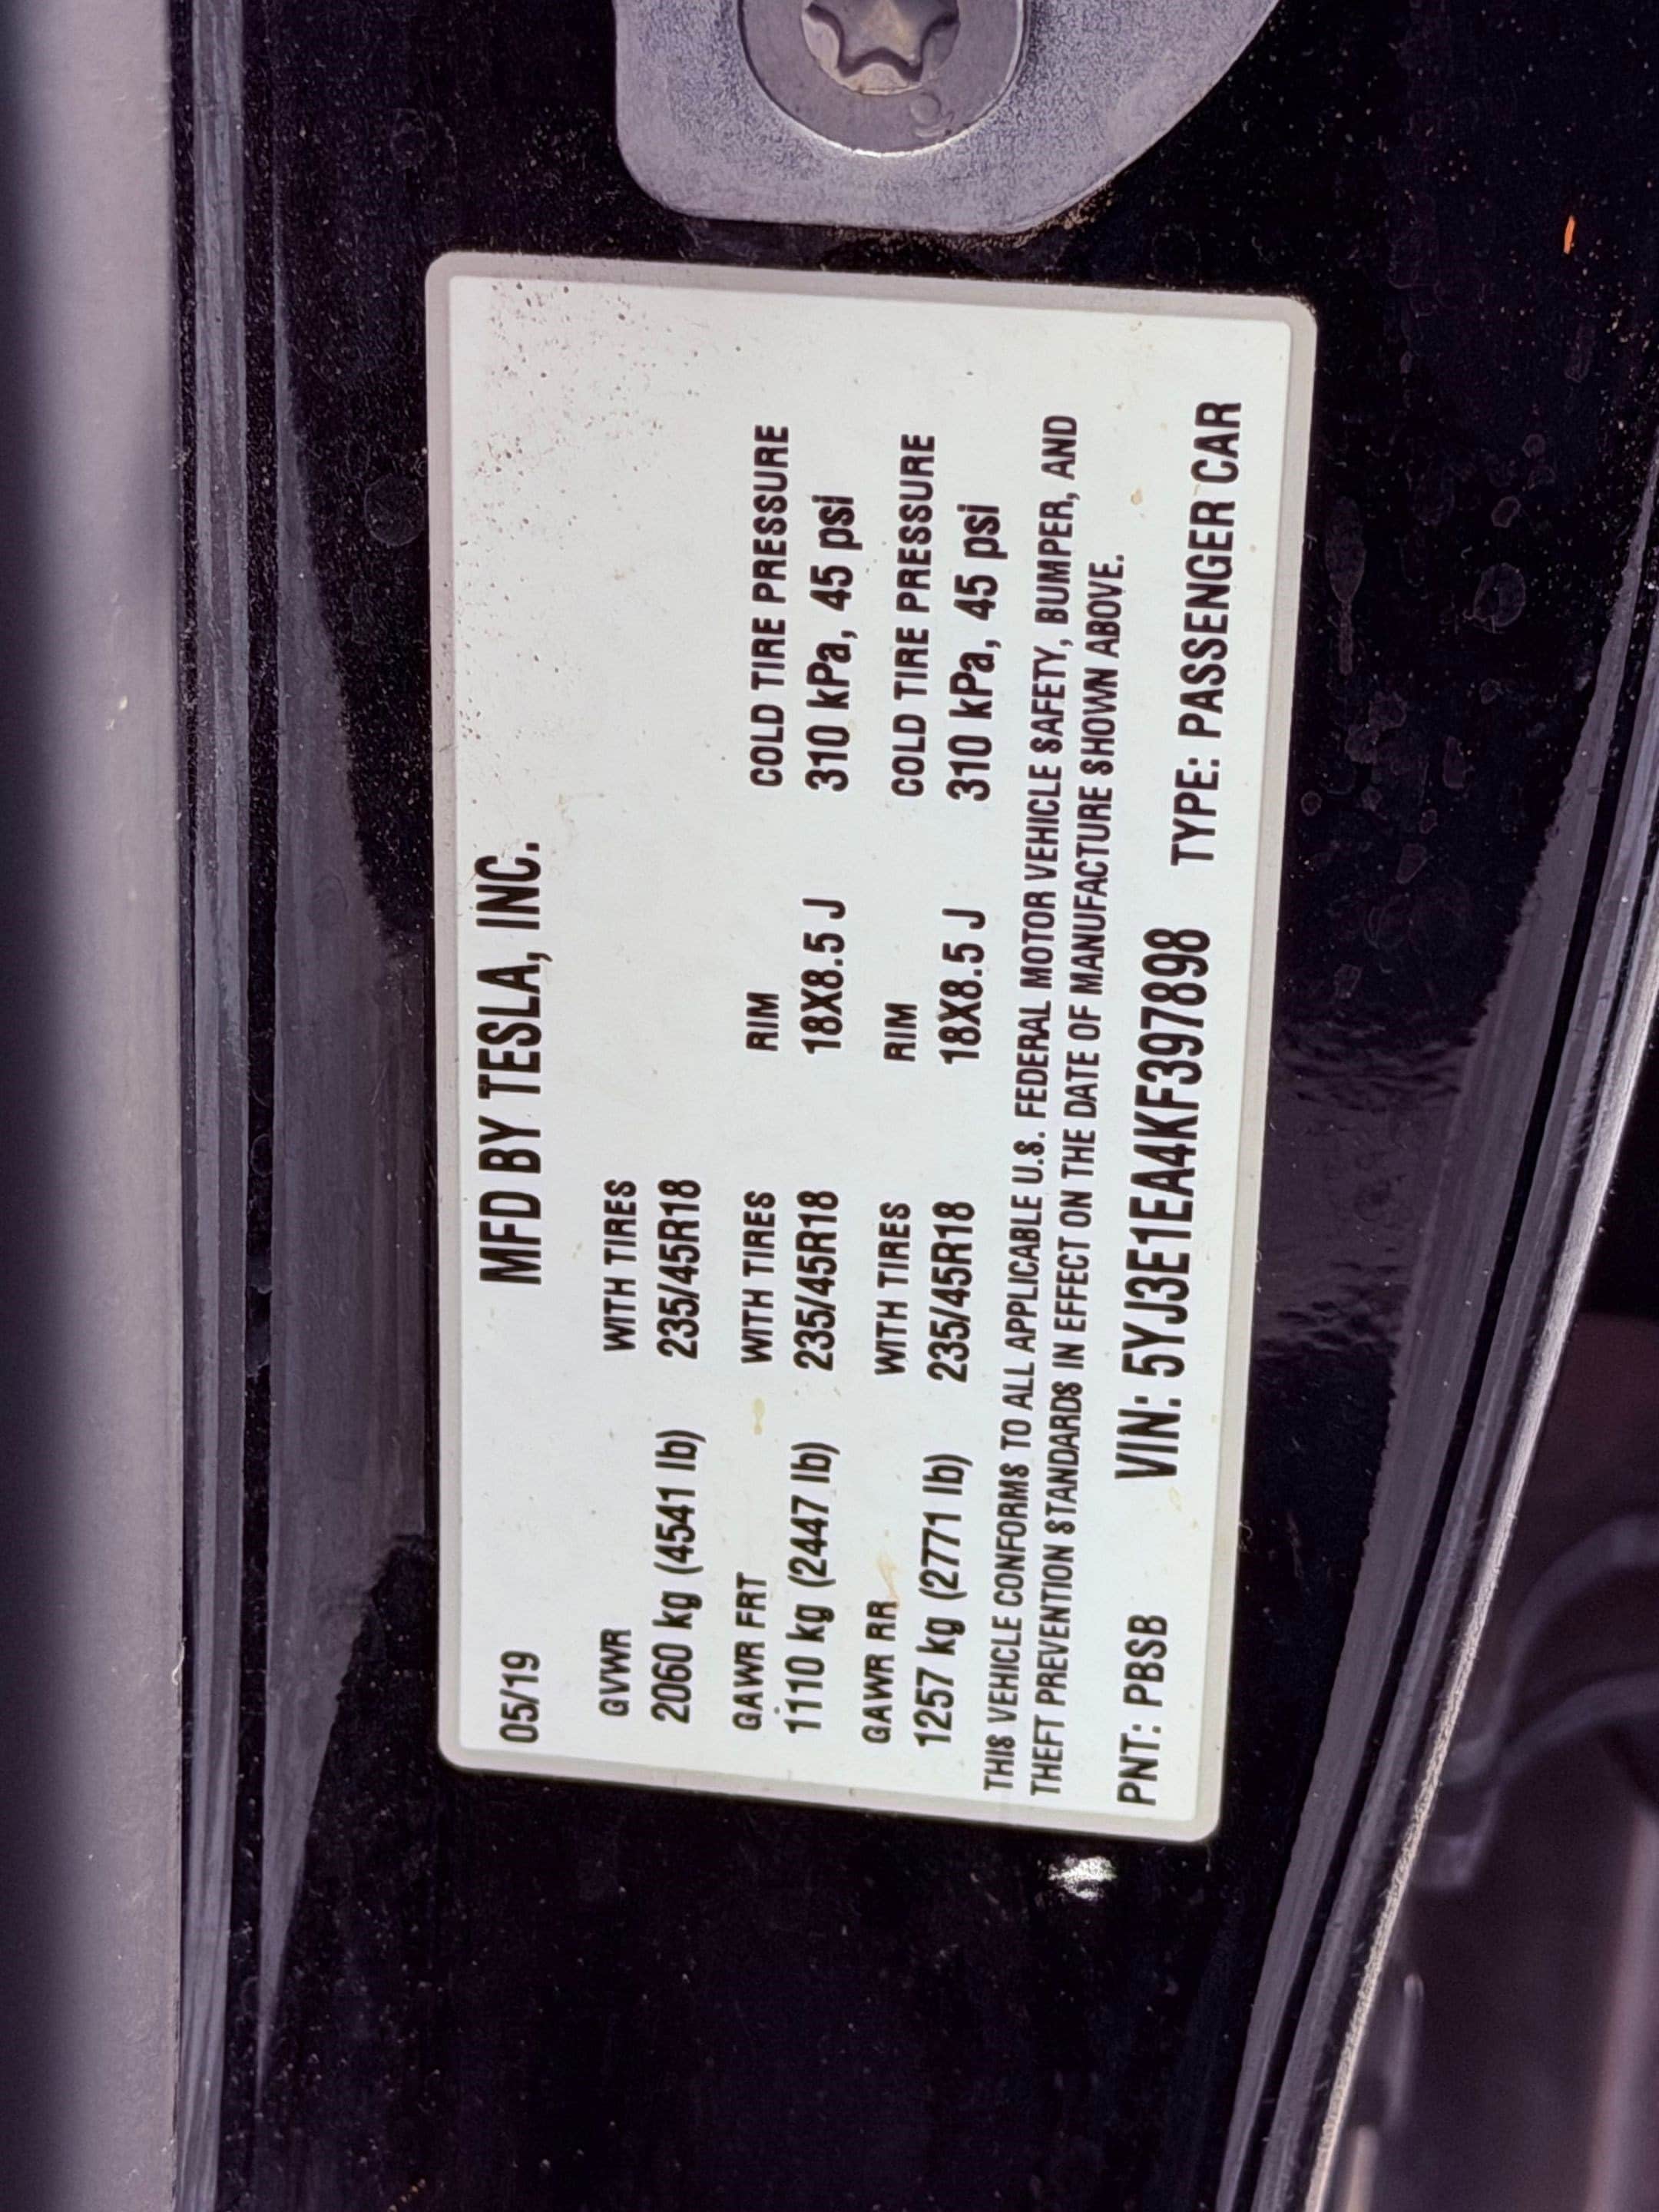 MFD BY TESLA, INC.
05/19
GVWR WITH TIRES
2060 kg (4541 lb) 235/45R18
GAWR FRT WITH TIRES RIM COLD TIRE PRESSURE
1110 kg (2447 lb) 235/45R18 18X8.5 J 310 kPa, 45 psi
GAWR RR WITH TIRES RIM COLD TIRE PRESSURE
1257 kg (2771 lb) 235/45R18 18X8.5 J 310 kPa, 45 psi
THIS VEHICLE CONFORMS TO ALL APPLICABLE U.S. FEDERAL MOTOR VEHICLE SAFETY, BUMPER, AND
THEFT PREVENTION STANDARDS IN EFFECT ON THE DATE OF MANUFACTURE SHOWN ABOVE.
PNT: PBSB VIN: 5YJ3E1EA4KF397898 TYPE: PASSENGER CAR